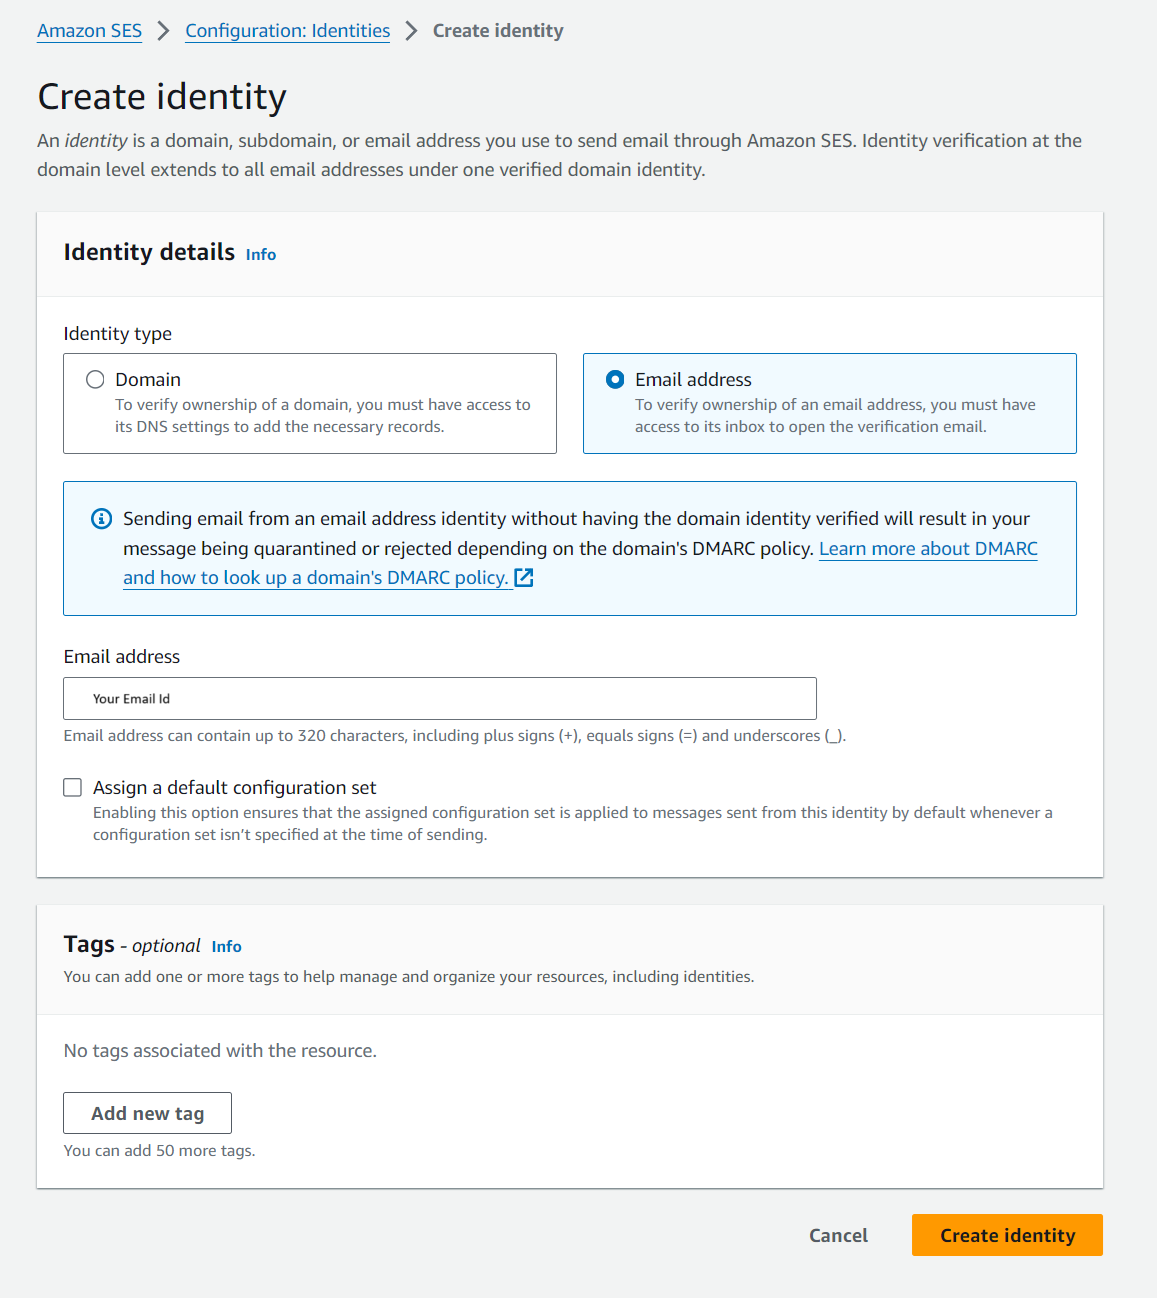 Amazon SES > Configuration: Identities > Create identity
Create identity
An identity is a domain, subdomain, or email address you use to send email through Amazon SES. Identity verification at the
domain level extends to all email addresses under one verified domain identity.
Identity details Info
Identity type
Domain
To verify ownership of a domain, you must have access to
its DNS settings to add the necessary records.
Email address
To verify ownership of an email address, you must have
access to its inbox to open the verification email.
Sending email from an email address identity without having the domain identity verified will result in your
message being quarantined or rejected depending on the domain's DMARC policy. Learn more about DMARC
and how to look up a domain's DMARC policy.
Email address
Your Email Id
Email address can contain up to 320 characters, including plus signs (+), equals signs (=) and underscores (_).
Assign a default configuration set
Enabling this option ensures that the assigned configuration set is applied to messages sent from this identity by default whenever a
configuration set isn't specified at the time of sending.
Tags - optional Info
You can add one or more tags to help manage and organize your resources, including identities.
No tags associated with the resource.
Add new tag
You can add 50 more tags.
Cancel
Create identity